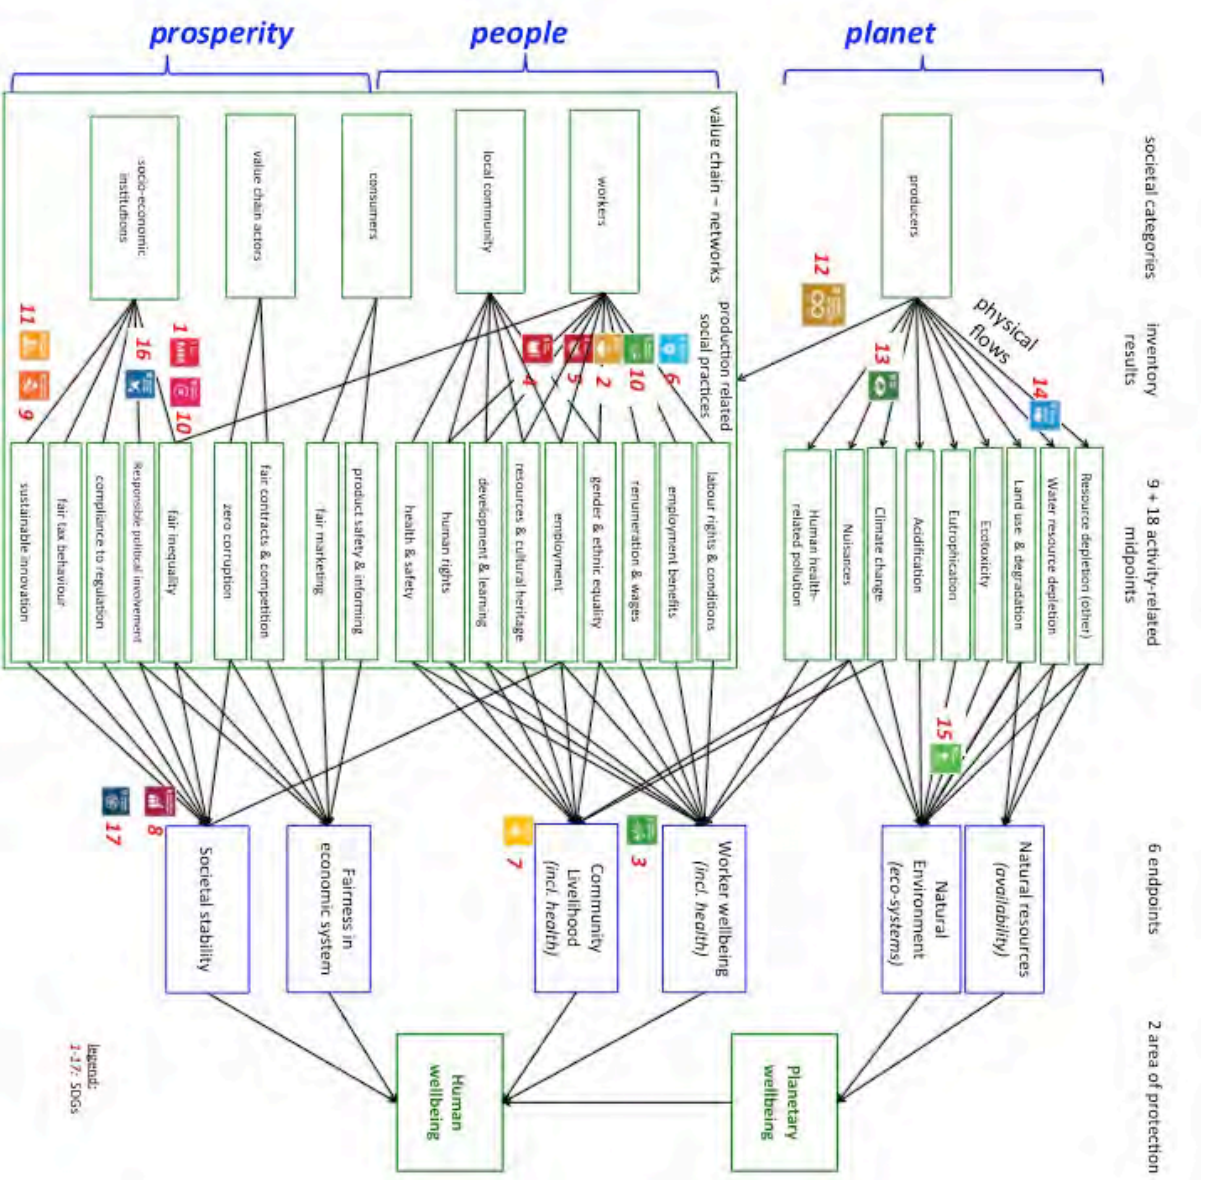 prosperity
people
planet
societal categories
inventory
results
9 + 18 activity-related
midpoints
6 endpoints
2 area of protection
producers
physical
flows
12
13
14
Resource depletion (other)
Water resource depletion
Land use & degradation
Ecotoxicity
Eutrophication
Acidification
Climate change
Nuisances
Human health-
related pollution
15
Natural resources
(availability)
Natural
Environment
(eco-systems)
Planetary
wellbeing
value chain – networks
production related
social practices
workers
local community
6
10
2
5
4
labour rights & conditions
employment benefits
renumeration & wages
gender & ethnic equality
employment
resources & cultural heritage
development & learning
human rights
health & safety
Worker wellbeing
(incl. health)
3
Community
Livelihood
(incl. health)
7
Human
wellbeing
consumers
value chain actors
socio-economic
institutions
1
10
16
11
9
product safety & informing
fair marketing
fair contracts & competition
zero corruption
fair inequality
Responsible political involvement
compliance to regulation
fair tax behaviour
sustainable innovation
Fairness in
economic system
Societal stability
8
17
legend:
1-17: SDGs